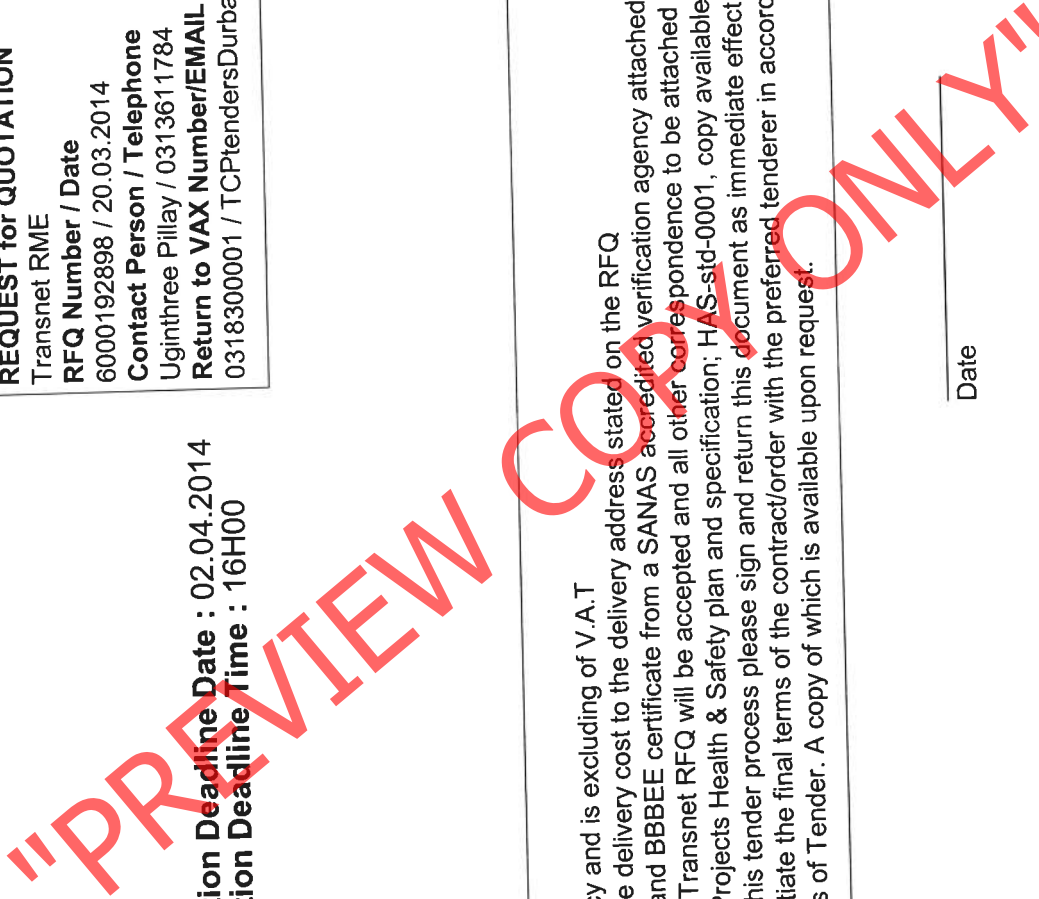 REQUEST for QUOTATION
Transnet RME
RFQ Number / Date
6000192898 / 20.03.2014
Contact Person / Telephone
Uginthree Pillay / 0313611784
Return to VAX Number/EMAIL
0318300001 / TCPtendersDurba
ion Deadline Date : 02.04.2014
tion Deadline Time : 16H00
cy and is excluding of V.A.T
e delivery cost to the delivery address stated on the RFQ
and BBBEE certificate from a SANAS accredited verification agency attached
Transnet RFQ will be accepted and all other correspondence to be attached
Projects Health & Safety plan and specification; HAS-std-0001, copy available
his tender process please sign and return this document as immediate effect
tiate the final terms of the contract/order with the preferred tenderer in accord
s of Tender. A copy of which is available upon request.
Date
"PREVIEW COPY ONLY"